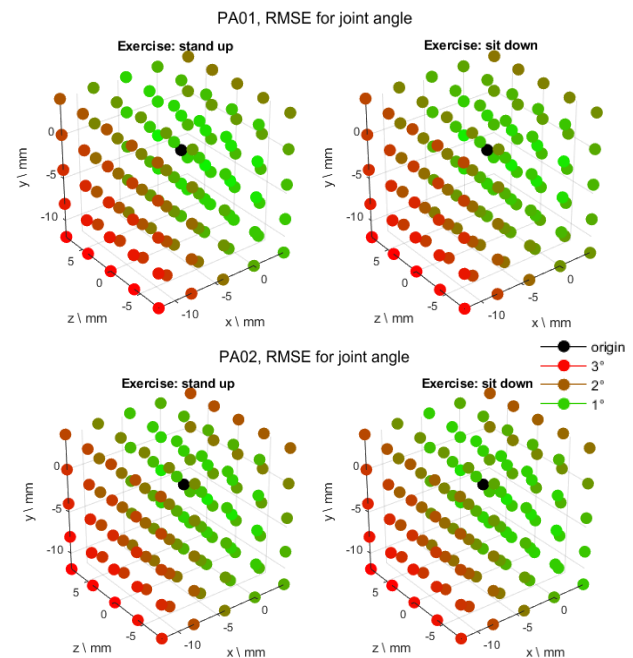 PA01, RMSE for joint angle
Exercise: stand up
Exercise: sit down
0
-5
-10
y \ mm
5
0
-5
z \ mm
-10
-5
0
x \ mm
0
-5
-10
y \ mm
5
0
-5
z \ mm
-10
-5
0
x \ mm
origin
3°
2°
1°
PA02, RMSE for joint angle
Exercise: stand up
Exercise: sit down
0
-5
-10
y \ mm
5
0
-5
z \ mm
-10
-5
0
x \ mm
0
-5
-10
y \ mm
5
0
-5
z \ mm
-10
-5
0
x \ mm